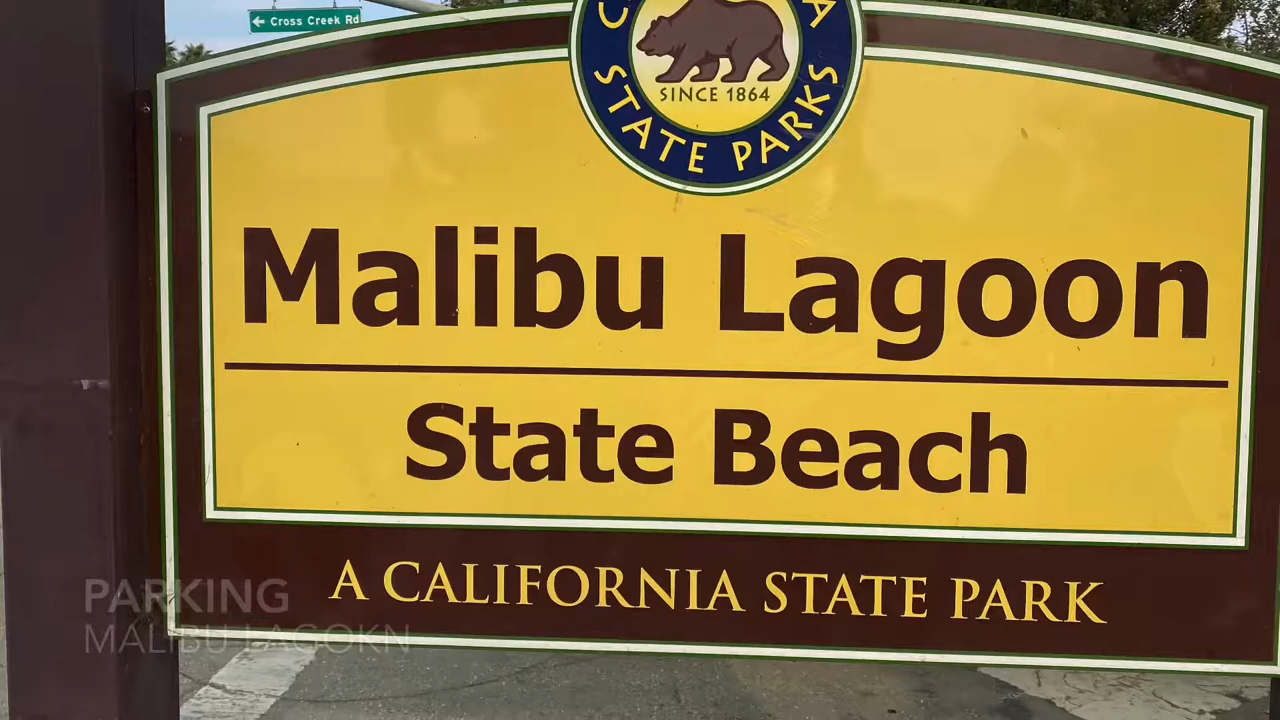 ← Cross Creek Rd
STATE PARKS
SINCE 1864
Malibu Lagoon
State Beach
A CALIFORNIA STATE PARK
PARKING
MALIBU LAGOKN